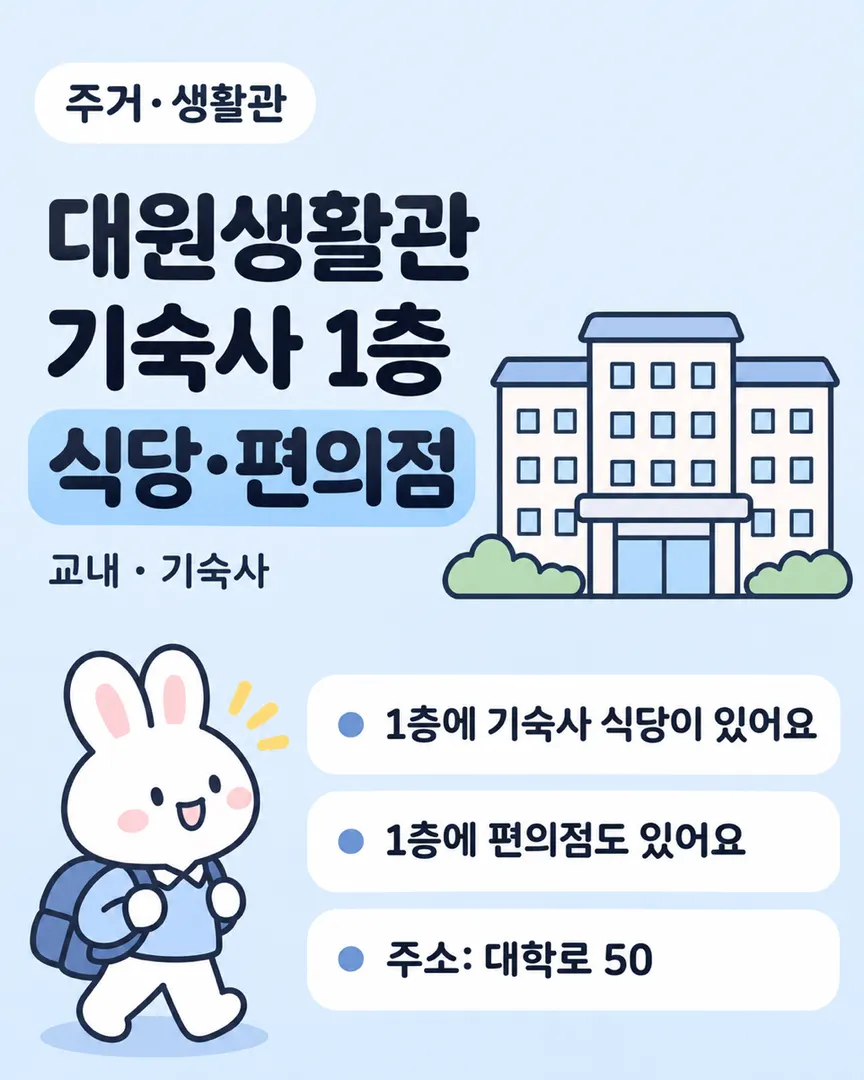 주거 · 생활관
대원생활관
기숙사 1층
식당·편의점
교내 · 기숙사
1층에 기숙사 식당이 있어요
1층에 편의점도 있어요
주소: 대학로 50